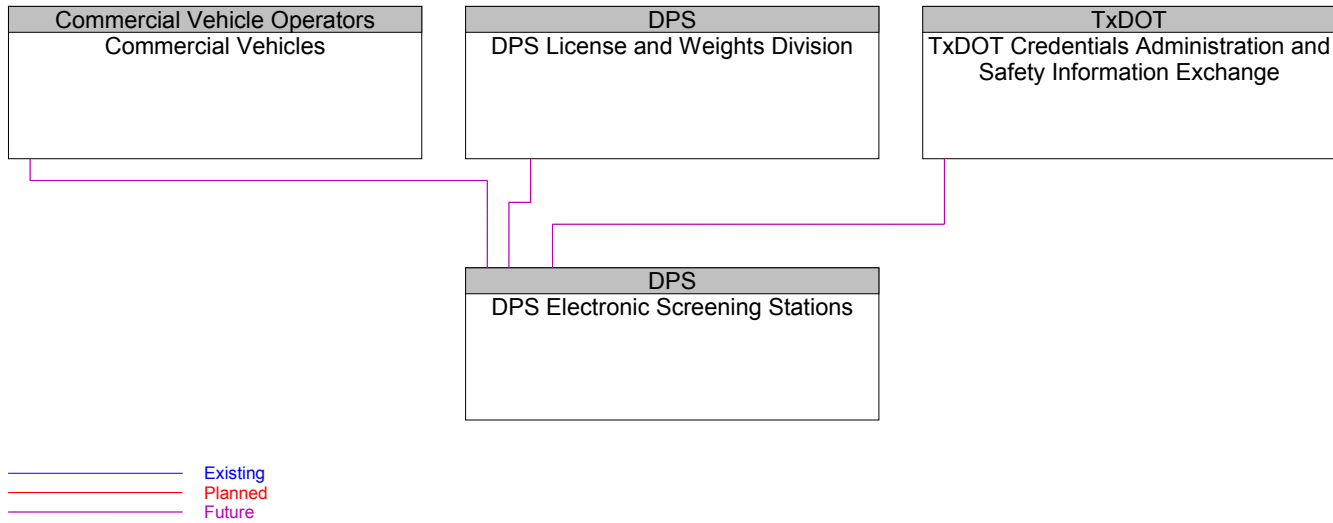 Commercial Vehicle Operators
Commercial Vehicles
DPS
DPS License and Weights Division
TxDOT
TxDOT Credentials Administration and
Safety Information Exchange
DPS
DPS Electronic Screening Stations
Existing
Planned
Future